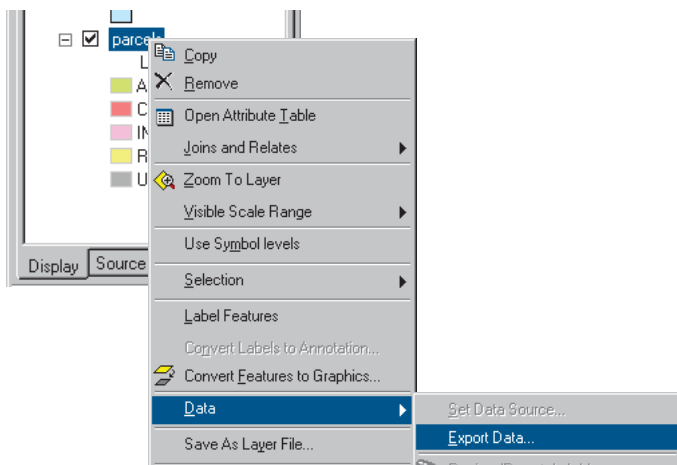 parcels
L
A
C
IN
R
U
Display Source
Copy
Remove
Open Attribute Table
Joins and Relates
Zoom To Layer
Visible Scale Range
Use Symbol levels
Selection
Label Features
Convert Labels to Annotation...
Convert Features to Graphics...
Data
Save As Layer File...
Set Data Source...
Export Data...